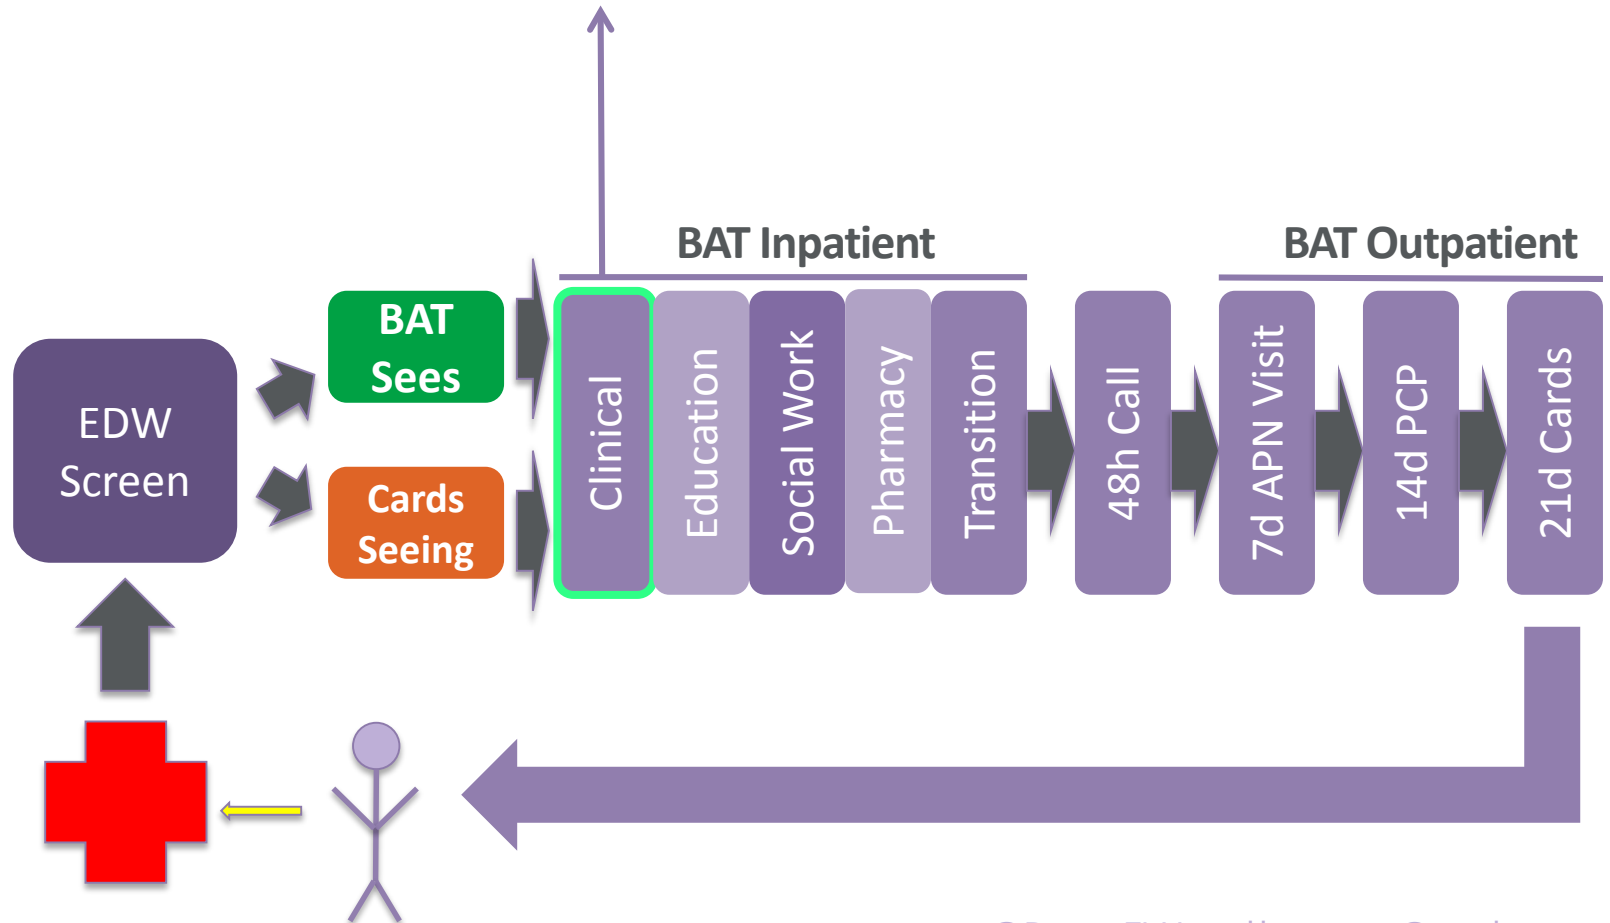 BAT Inpatient
BAT Outpatient
EDW
Screen
BAT
Sees
Cards
Seeing
Clinical
Education
Social Work
Pharmacy
Transition
48h Call
7d APN Visit
14d PCP
21d Cards